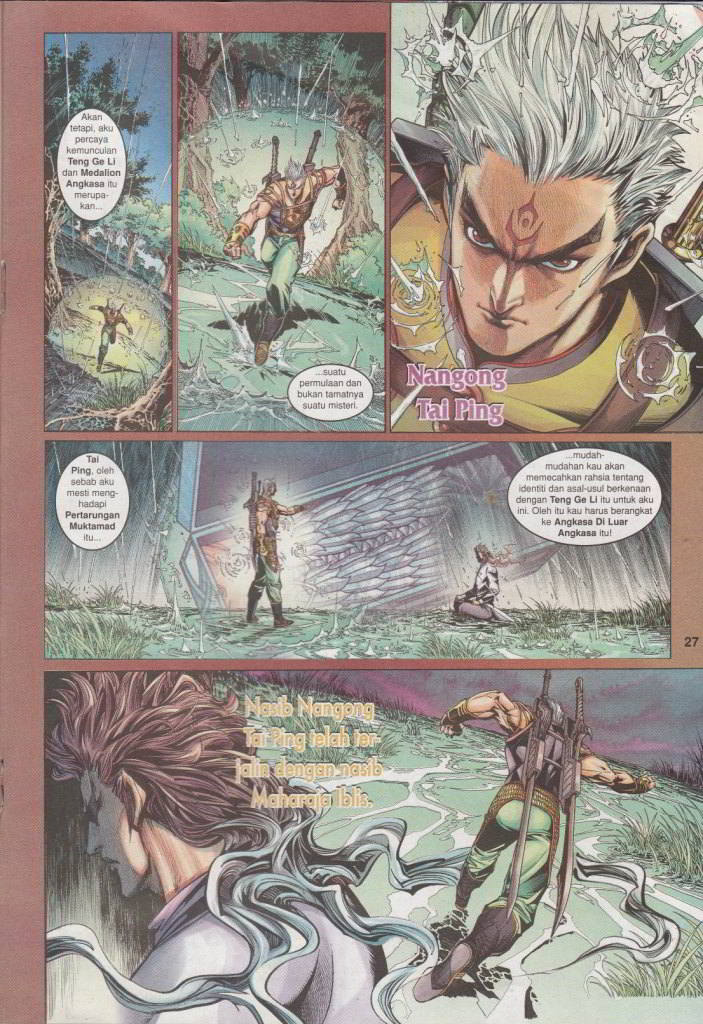 Akan
tetapi, aku
percaya
kemunculan
Teng Ge Li
dan Medalion
Angkasa itu
merupa-
kan...
...suatu
permulaan dan
bukan tamatnya
suatu misteri.
Nangong
Tai Ping
Tai
Ping, oleh
sebab aku
mesti meng-
hadapi
Pertarungan
Muktamad
itu...
...mudah-
mudahan kau akan
memecahkan rahsia tentang
identiti dan asal-usul berkenaan
dengan Teng Ge Li itu untuk aku
ini. Oleh itu kau harus berangkat
ke Angkasa Di Luar
Angkasa itu!
27
Nasib Nangong
Tai Ping telah ter-
jalin dengan nasib
Maharaja Iblis.